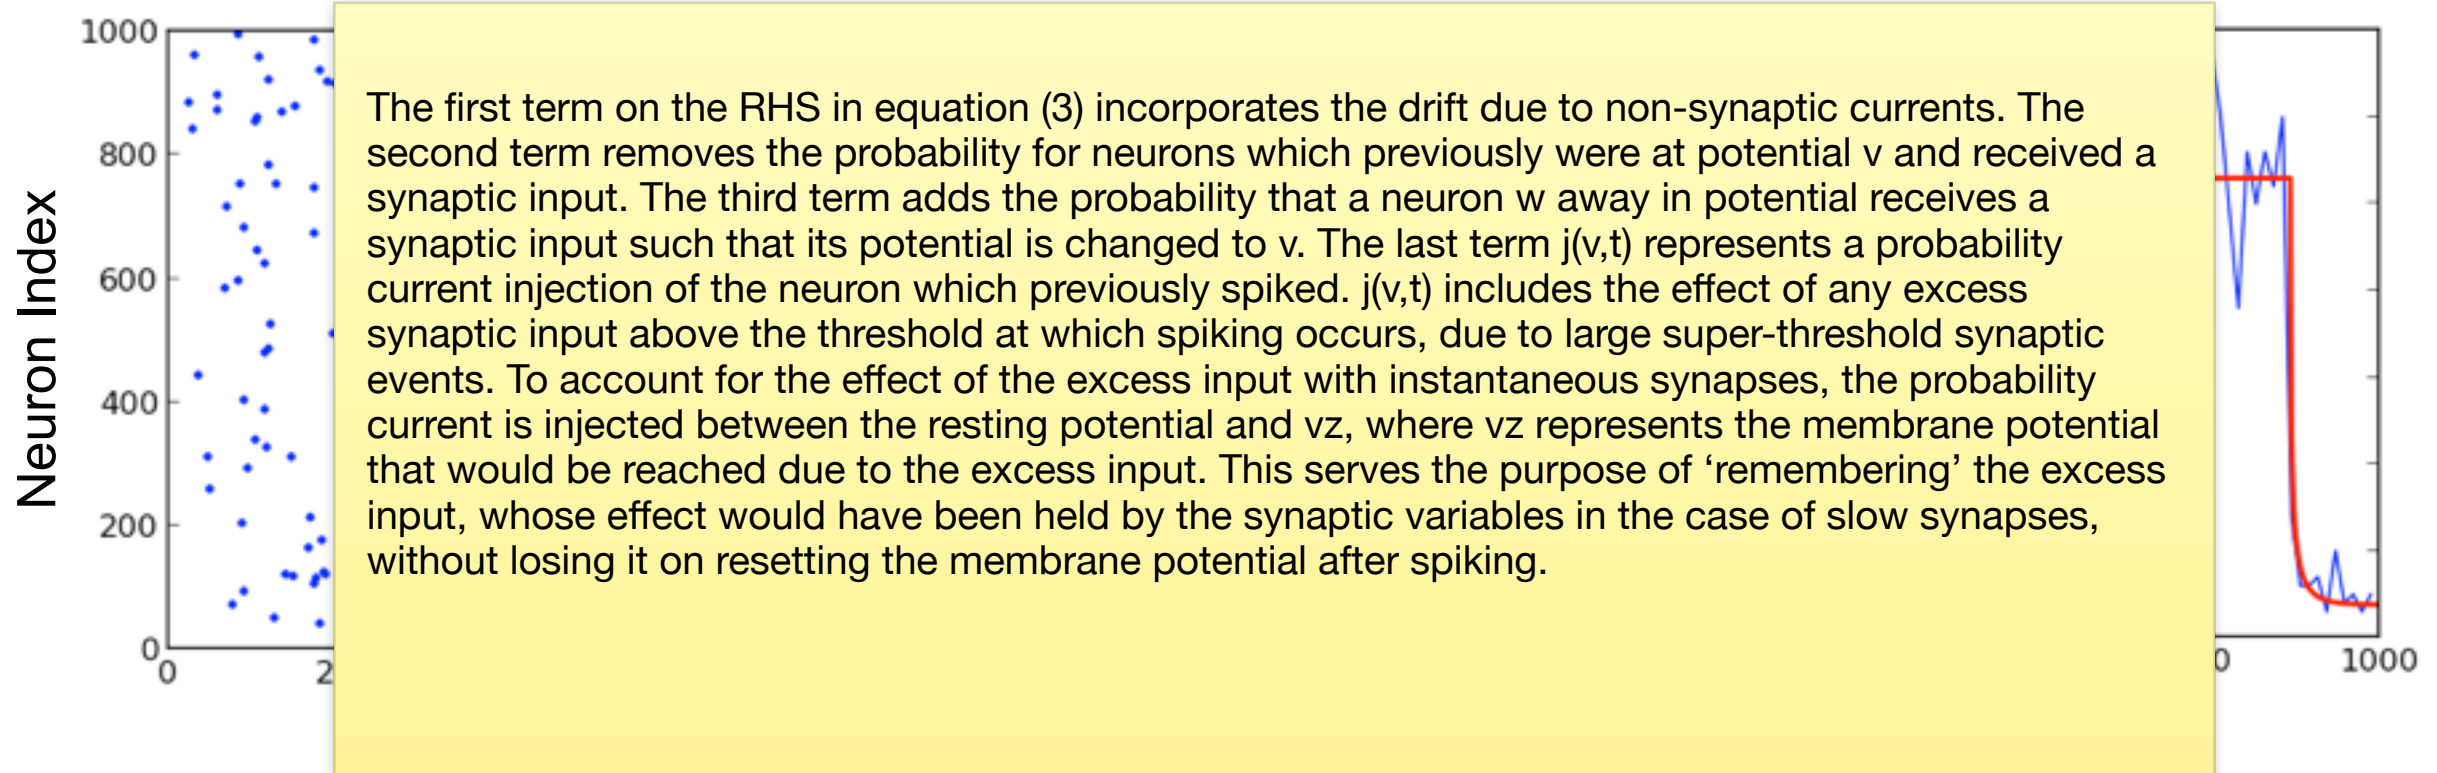 1000
800
600
400
200
0
0
2
Neuron Index
The first term on the RHS in equation (3) incorporates the drift due to non-synaptic currents. The
second term removes the probability for neurons which previously were at potential v and received a
synaptic input. The third term adds the probability that a neuron w away in potential receives a
synaptic input such that its potential is changed to v. The last term j(v,t) represents a probability
current injection of the neuron which previously spiked. j(v,t) includes the effect of any excess
synaptic input above the threshold at which spiking occurs, due to large super-threshold synaptic
events. To account for the effect of the excess input with instantaneous synapses, the probability
current is injected between the resting potential and vz, where vz represents the membrane potential
that would be reached due to the excess input. This serves the purpose of ‘remembering’ the excess
input, whose effect would have been held by the synaptic variables in the case of slow synapses,
without losing it on resetting the membrane potential after spiking.
0
1000